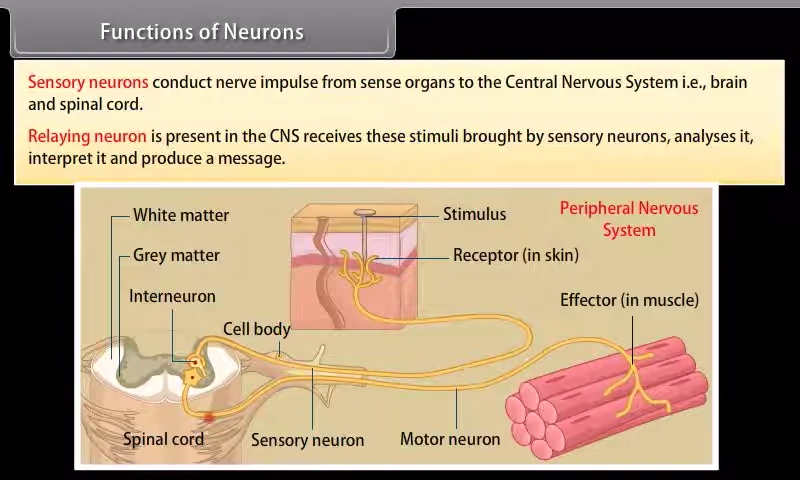 Functions of Neurons
Sensory neurons conduct nerve impulse from sense organs to the Central Nervous System i.e., brain
and spinal cord.
Relaying neuron is present in the CNS receives these stimuli brought by sensory neurons, analyses it,
interpret it and produce a message.
White matter
Stimulus
Peripheral Nervous
System
Grey matter
Receptor (in skin)
Interneuron
Effector (in muscle)
Cell body
Spinal cord
Sensory neuron
Motor neuron